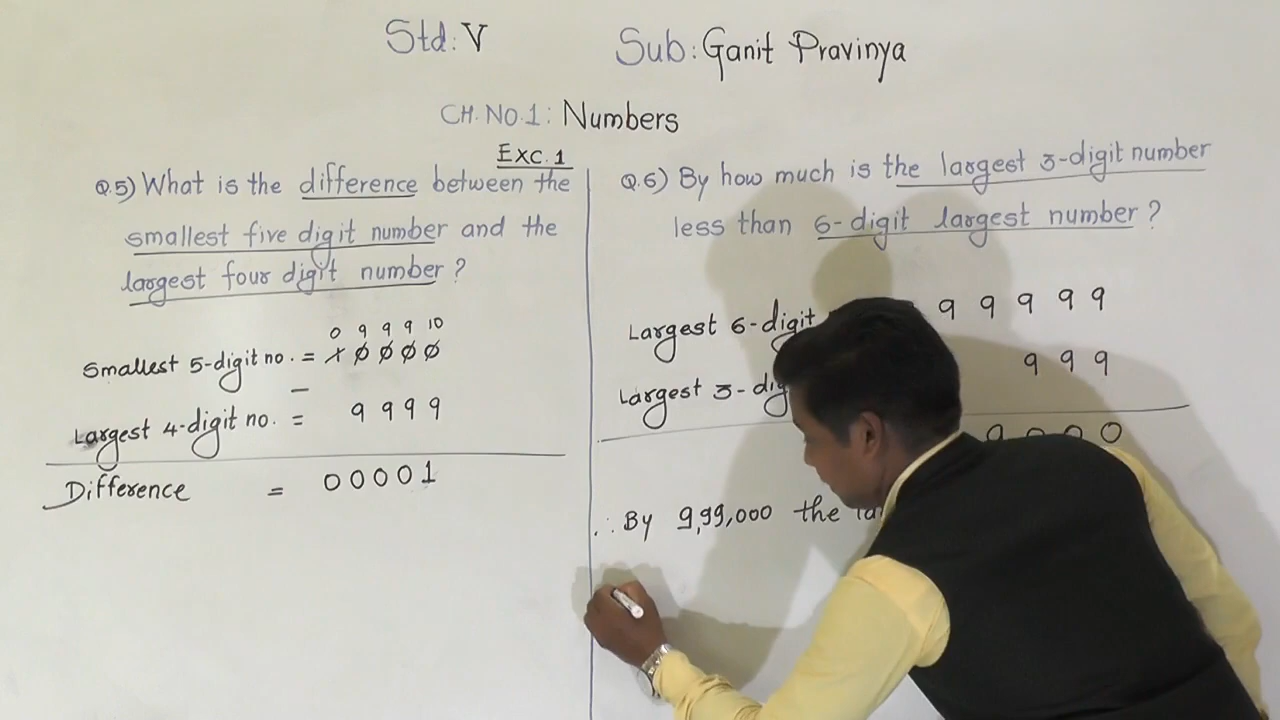 Std: V Sub: Ganit Pravinya
CH. NO. 1: Numbers
Exc. 1
Q.5) What is the difference between the
smallest five digit number and the
largest four digit number?
0 9 9 9 10
Smallest 5-digit no. = 1 0 0 0 0
–
Largest 4-digit no. = 9 9 9 9
Difference = 0 0 0 0 1
Q.6) By how much is the largest 3-digit number
less than 6-digit largest number?
Largest 6-digit 9 9 9 9 9
Largest 3- 9 9 9
9 0 0 0
∴ By 9,99,000 the